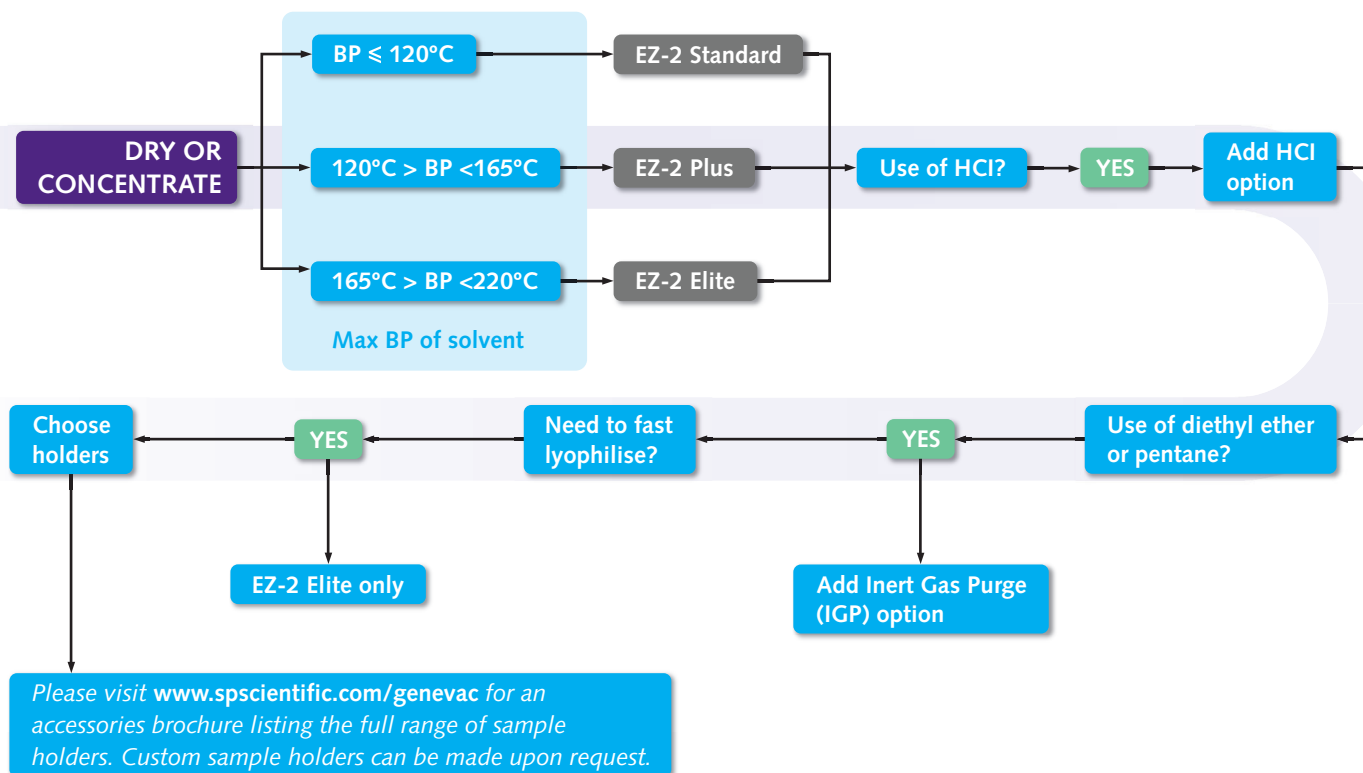 BP ≤ 120°C
EZ-2 Standard
DRY OR
CONCENTRATE
120°C > BP <165°C
EZ-2 Plus
Use of HCl?
YES
Add HCl
option
165°C > BP <220°C
EZ-2 Elite
Max BP of solvent
Choose
holders
YES
Need to fast
lyophilise?
YES
Use of diethyl ether
or pentane?
EZ-2 Elite only
Add Inert Gas Purge
(IGP) option
Please visit www.spscientific.com/genevac for an
accessories brochure listing the full range of sample
holders. Custom sample holders can be made upon request.